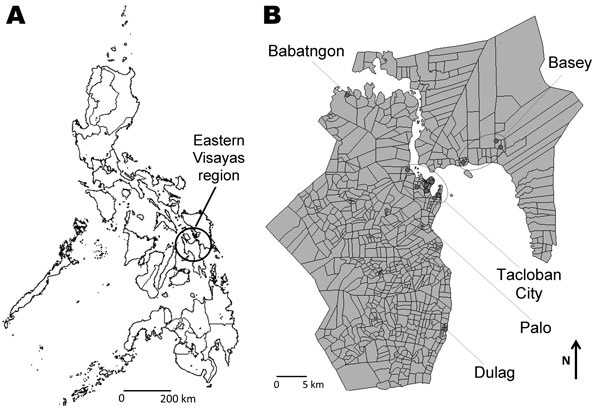 A
B
Babatngon
Basey
Eastern
Visayas
region
Tacloban
City
Palo
Dulag
N
0 200 km
0 5 km